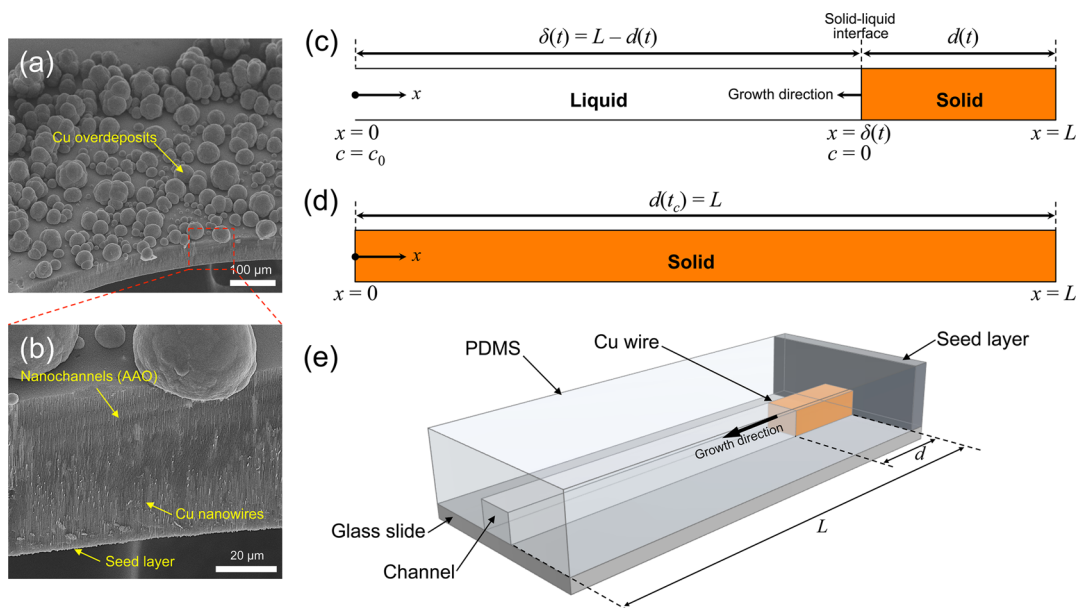 (a)
Cu overdeposits
100 μm
(b)
Nanochannels (AAO)
Cu nanowires
Seed layer
20 μm
(c)
δ(t) = L – d(t)
Solid-liquid
interface
d(t)
x
Liquid
Growth direction
Solid
x = 0
c = c₀
x = δ(t)
c = 0
x = L
(d)
d(t꜀) = L
x
Solid
x = 0
x = L
(e)
PDMS
Cu wire
Seed layer
Growth direction
d
L
Glass slide
Channel